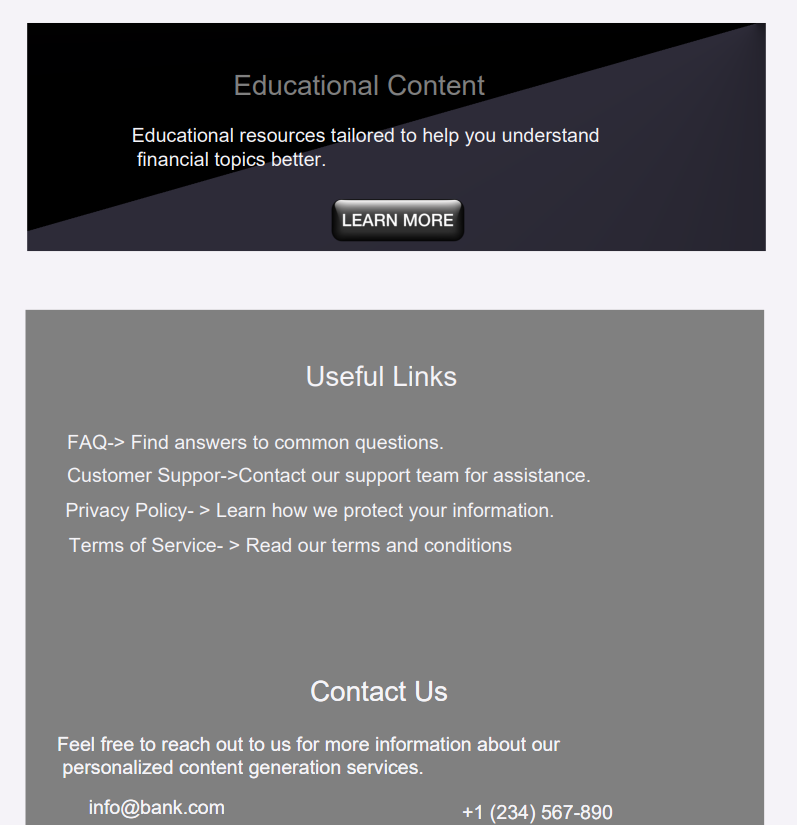 Educational Content
Educational resources tailored to help you understand
financial topics better.
LEARN MORE
Useful Links
FAQ-> Find answers to common questions.
Customer Suppor->Contact our support team for assistance.
Privacy Policy- > Learn how we protect your information.
Terms of Service- > Read our terms and conditions
Contact Us
Feel free to reach out to us for more information about our
personalized content generation services.
info@bank.com
+1 (234) 567-890